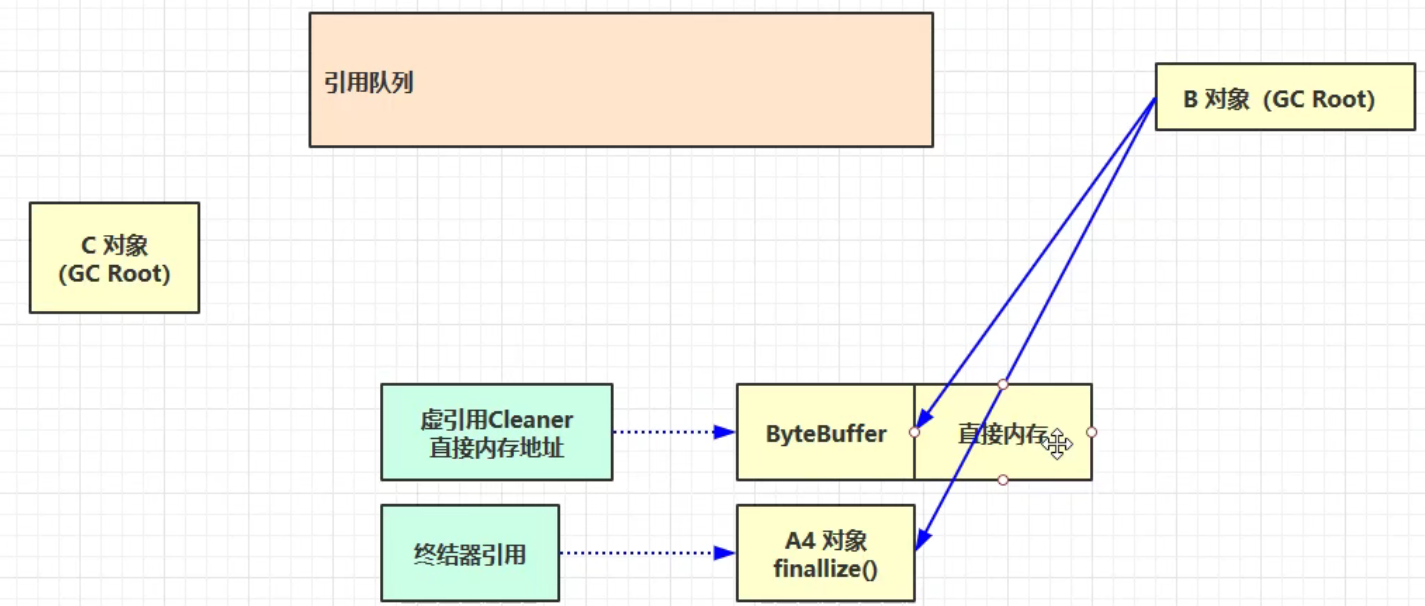 引用队列
B 对象（GC Root）
C 对象
(GC Root)
虚引用Cleaner
直接内存地址
ByteBuffer
直接内存
终结器引用
A4 对象
finallize()